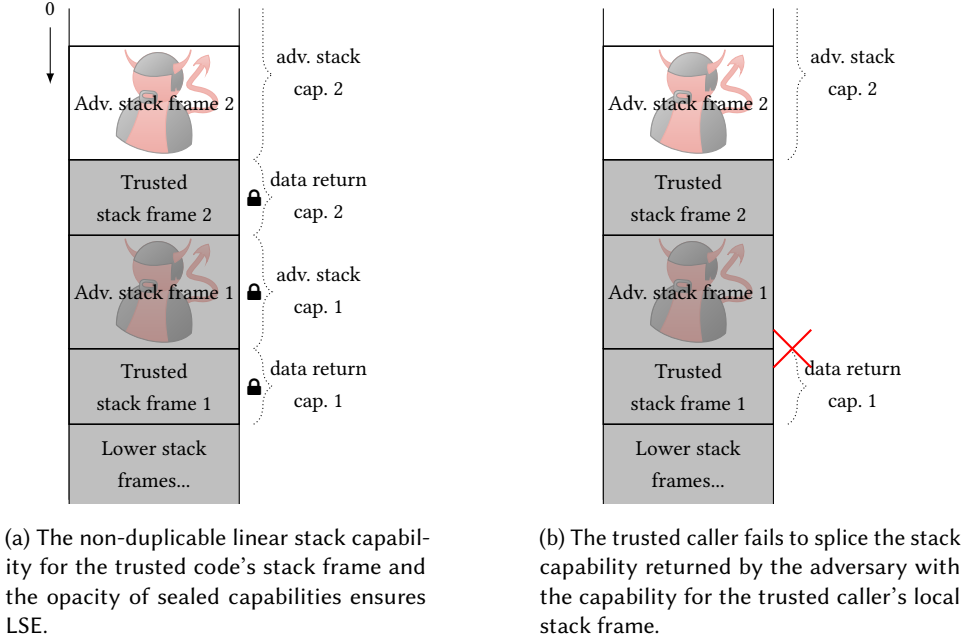 0
Adv. stack frame 2
adv. stack
cap. 2
Trusted
stack frame 2
data return
cap. 2
Adv. stack frame 1
adv. stack
cap. 1
Trusted
stack frame 1
data return
cap. 1
Lower stack
frames...
(a) The non-duplicable linear stack capabil-
ity for the trusted code's stack frame and
the opacity of sealed capabilities ensures
LSE.
Adv. stack frame 2
adv. stack
cap. 2
Trusted
stack frame 2
Adv. stack frame 1
Trusted
stack frame 1
data return
cap. 1
Lower stack
frames...
(b) The trusted caller fails to splice the stack
capability returned by the adversary with
the capability for the trusted caller's local
stack frame.